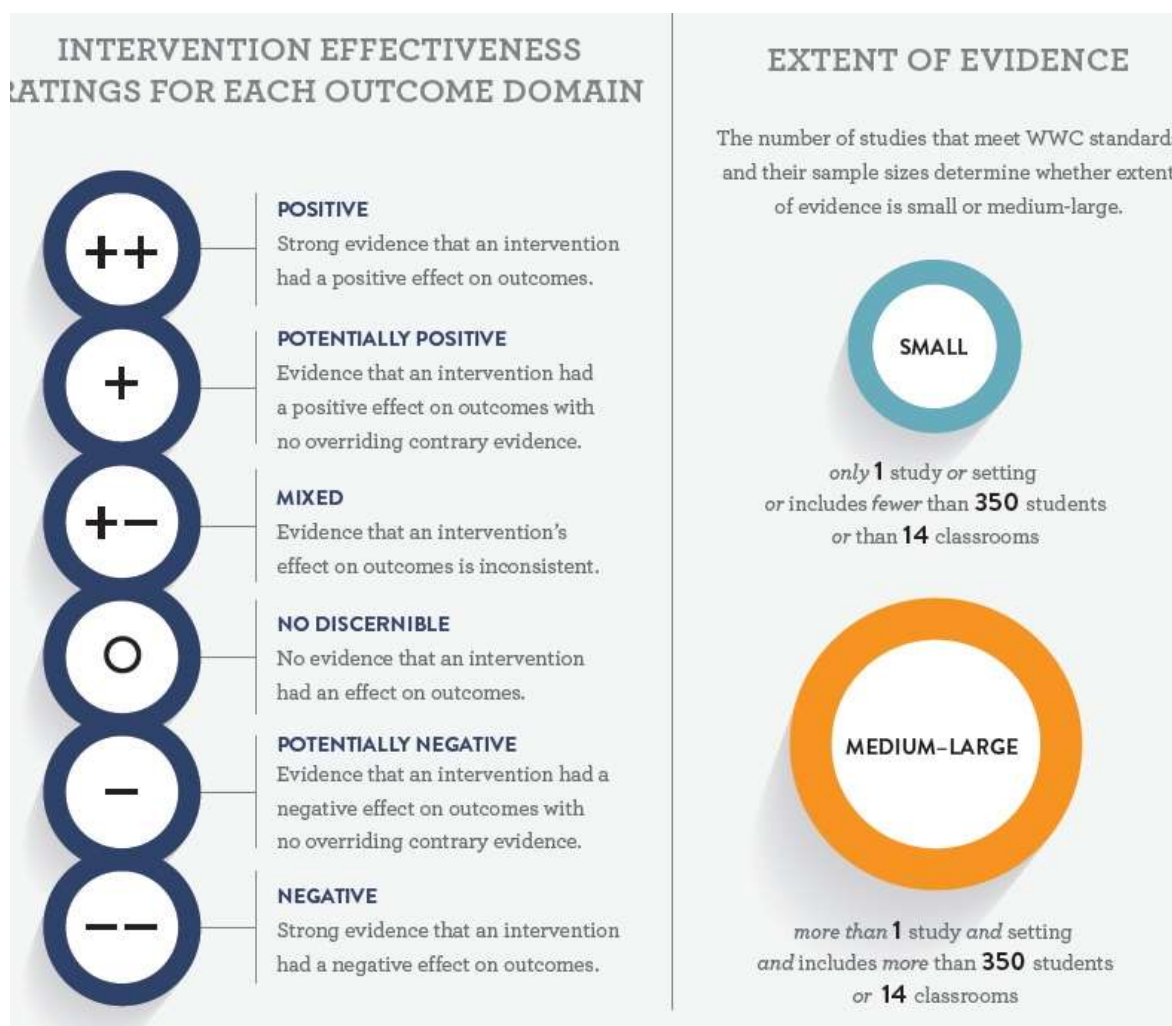 INTERVENTION EFFECTIVENESS
RATINGS FOR EACH OUTCOME DOMAIN
++
POSITIVE
Strong evidence that an intervention
had a positive effect on outcomes.
+
POTENTIALLY POSITIVE
Evidence that an intervention had
a positive effect on outcomes with
no overriding contrary evidence.
+−
MIXED
Evidence that an intervention's
effect on outcomes is inconsistent.
O
NO DISCERNIBLE
No evidence that an intervention
had an effect on outcomes.
−
POTENTIALLY NEGATIVE
Evidence that an intervention had a
negative effect on outcomes with
no overriding contrary evidence.
−−
NEGATIVE
Strong evidence that an intervention
had a negative effect on outcomes.
EXTENT OF EVIDENCE
The number of studies that meet WWC standard
and their sample sizes determine whether extent
of evidence is small or medium-large.
SMALL
only 1 study or setting
or includes fewer than 350 students
or than 14 classrooms
MEDIUM–LARGE
more than 1 study and setting
and includes more than 350 students
or 14 classrooms